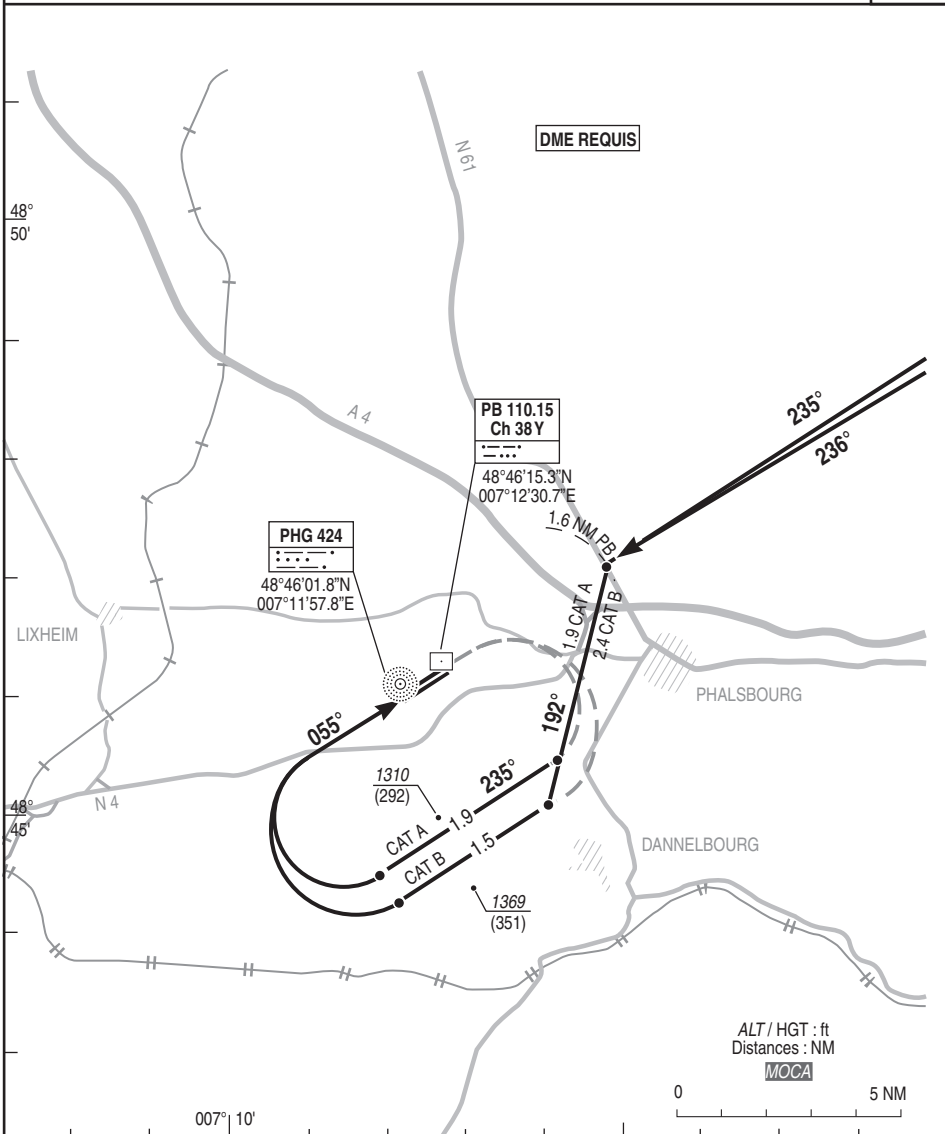 DME REQUIS
N 61
48°
50'
A 4
235°
236°
PB 110.15
Ch 38Y
48°46'15.3"N
007°12'30.7"E
1.6 NM PB
PHG 424
48°46'01.8"N
007°11'57.8"E
1.9 CAT A
2.4 CAT B
LIXHEIM
PHALSBOURG
192°
055°
1310
(292)
235°
N 4
48°
45'
CAT A
1.9
CAT B
1.5
DANNELBOURG
1369
(351)
ALT / HGT : ft
Distances : NM
MOCA
0
5 NM
007° 10'